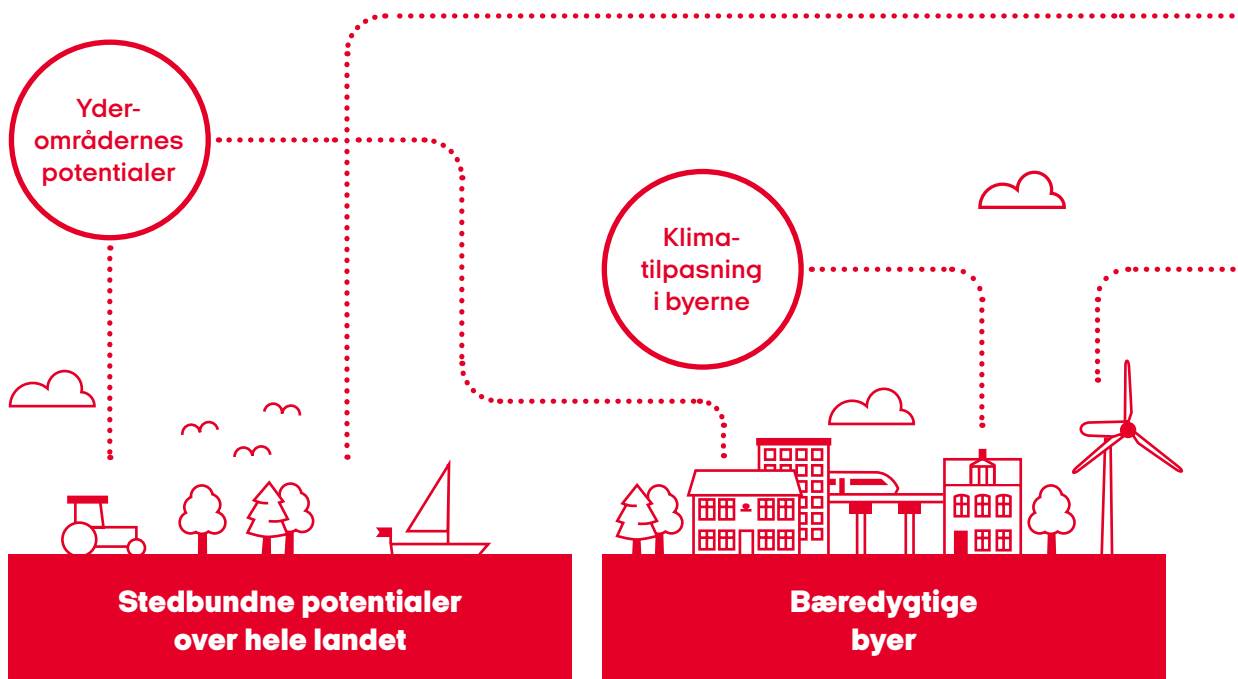 Yder-
områdernes
potentialer
Klima-
tilpasning
i byerne
Stedbundne potentialer
over hele landet
Bæredygtige
byer